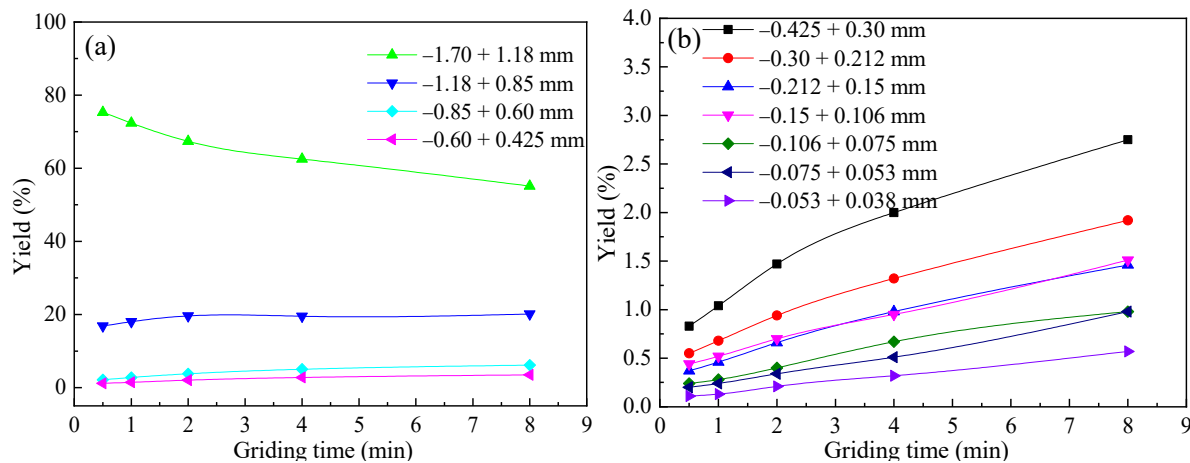 (a)
–1.70 + 1.18 mm
–1.18 + 0.85 mm
–0.85 + 0.60 mm
–0.60 + 0.425 mm
Yield (%)
100
80
60
40
20
0
0 1 2 3 4 5 6 7 8 9
Griding time (min)
(b)
–0.425 + 0.30 mm
–0.30 + 0.212 mm
–0.212 + 0.15 mm
–0.15 + 0.106 mm
–0.106 + 0.075 mm
–0.075 + 0.053 mm
–0.053 + 0.038 mm
Yield (%)
4.0
3.5
3.0
2.5
2.0
1.5
1.0
0.5
0.0
0 1 2 3 4 5 6 7 8 9
Griding time (min)